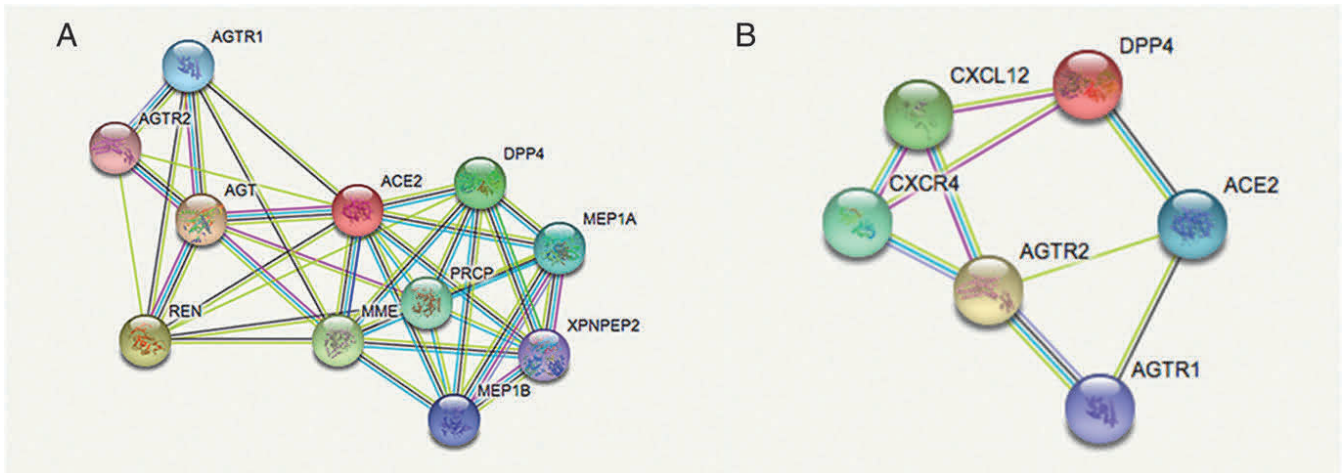 A
AGTR1
AGTR2
AGT
ACE2
DPP4
MEP1A
PRCP
REN
MME
XPNPEP2
MEP1B
B
DPP4
CXCL12
CXCR4
ACE2
AGTR2
AGTR1